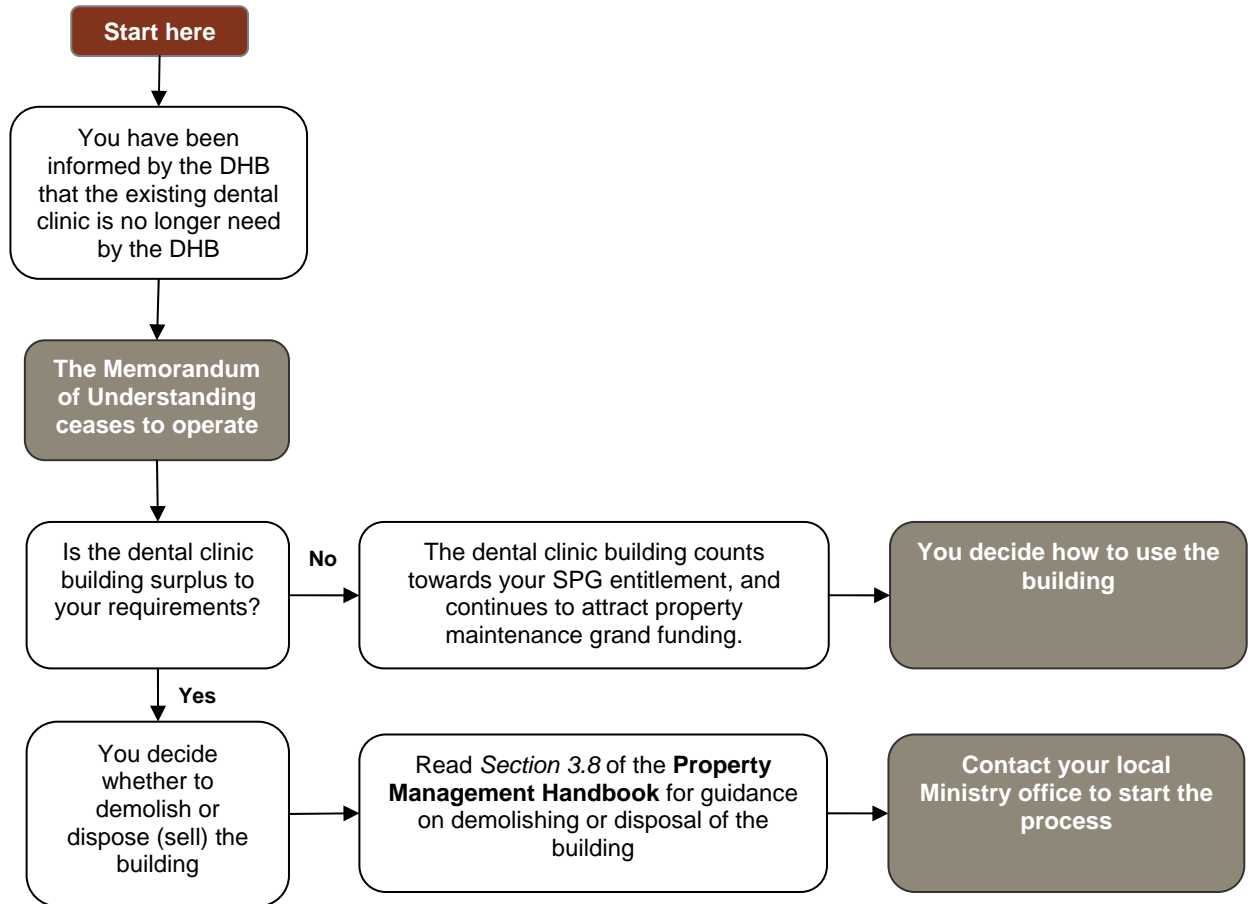 Start here
You have been
informed by the DHB
that the existing dental
clinic is no longer need
by the DHB
The Memorandum
of Understanding
ceases to operate
Is the dental clinic
building surplus to
your requirements?
No
The dental clinic building counts
towards your SPG entitlement, and
continues to attract property
maintenance grand funding.
You decide how to use the
building
Yes
You decide
whether to
demolish or
dispose (sell) the
building
Read Section 3.8 of the Property
Management Handbook for guidance
on demolishing or disposal of the
building
Contact your local
Ministry office to start the
process